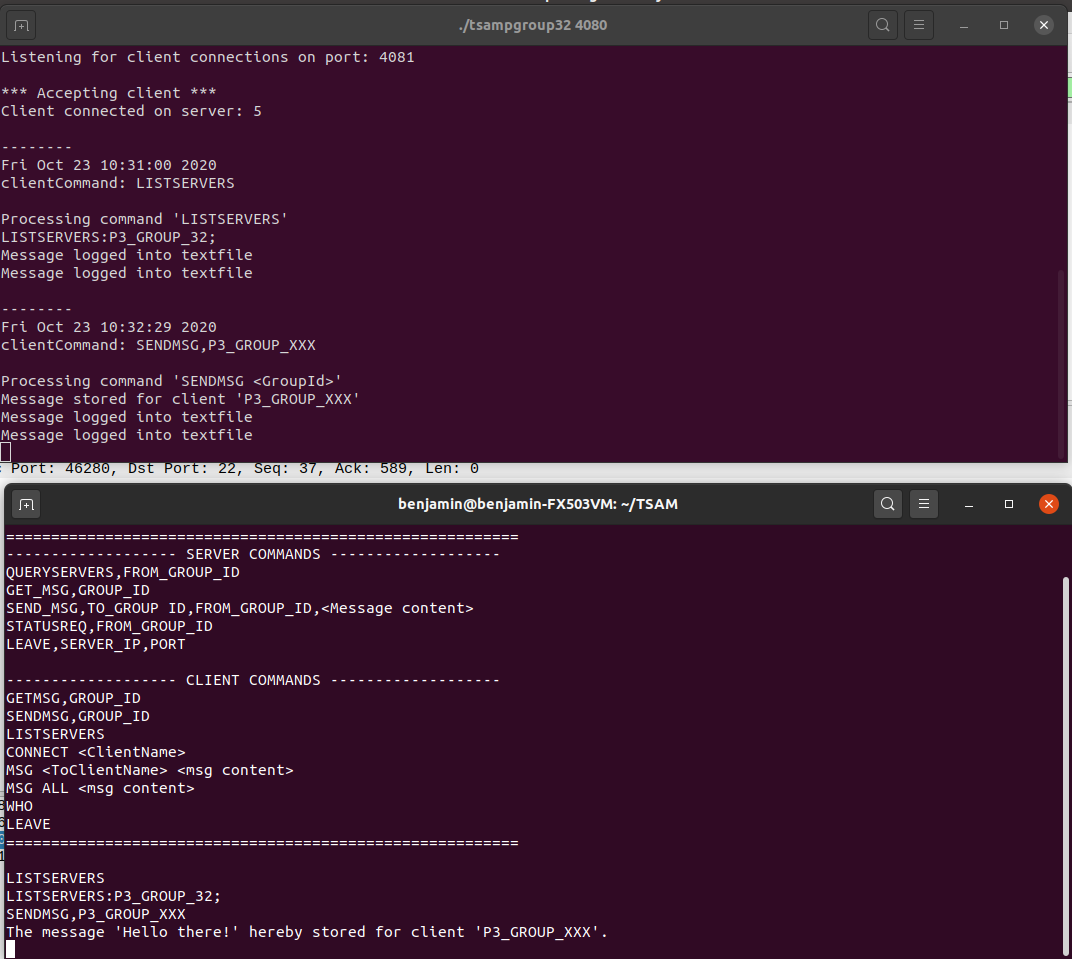 ./tsampgroup32 4080
Listening for client connections on port: 4081
*** Accepting client ***
Client connected on server: 5
--------
Fri Oct 23 10:31:00 2020
clientCommand: LISTSERVERS
Processing command 'LISTSERVERS'
LISTSERVERS:P3_GROUP_32;
Message logged into textfile
Message logged into textfile
--------
Fri Oct 23 10:32:29 2020
clientCommand: SENDMSG,P3_GROUP_XXX
Processing command 'SENDMSG <GroupId>'
Message stored for client 'P3_GROUP_XXX'
Message logged into textfile
Message logged into textfile
Port: 46280, Dst Port: 22, Seq: 37, Ack: 589, Len: 0
benjamin@benjamin-FX503VM: ~/TSAM
=========================================================
------------------- SERVER COMMANDS -------------------
QUERYSERVERS,FROM_GROUP_ID
GET_MSG,GROUP_ID
SEND_MSG,TO_GROUP ID,FROM_GROUP_ID,<Message content>
STATUSREQ,FROM_GROUP_ID
LEAVE,SERVER_IP,PORT
------------------- CLIENT COMMANDS -------------------
GETMSG,GROUP_ID
SENDMSG,GROUP_ID
LISTSERVERS
CONNECT <ClientName>
MSG <ToClientName> <msg content>
MSG ALL <msg content>
WHO
LEAVE
=========================================================
LISTSERVERS
LISTSERVERS:P3_GROUP_32;
SENDMSG,P3_GROUP_XXX
The message 'Hello there!' hereby stored for client 'P3_GROUP_XXX'.